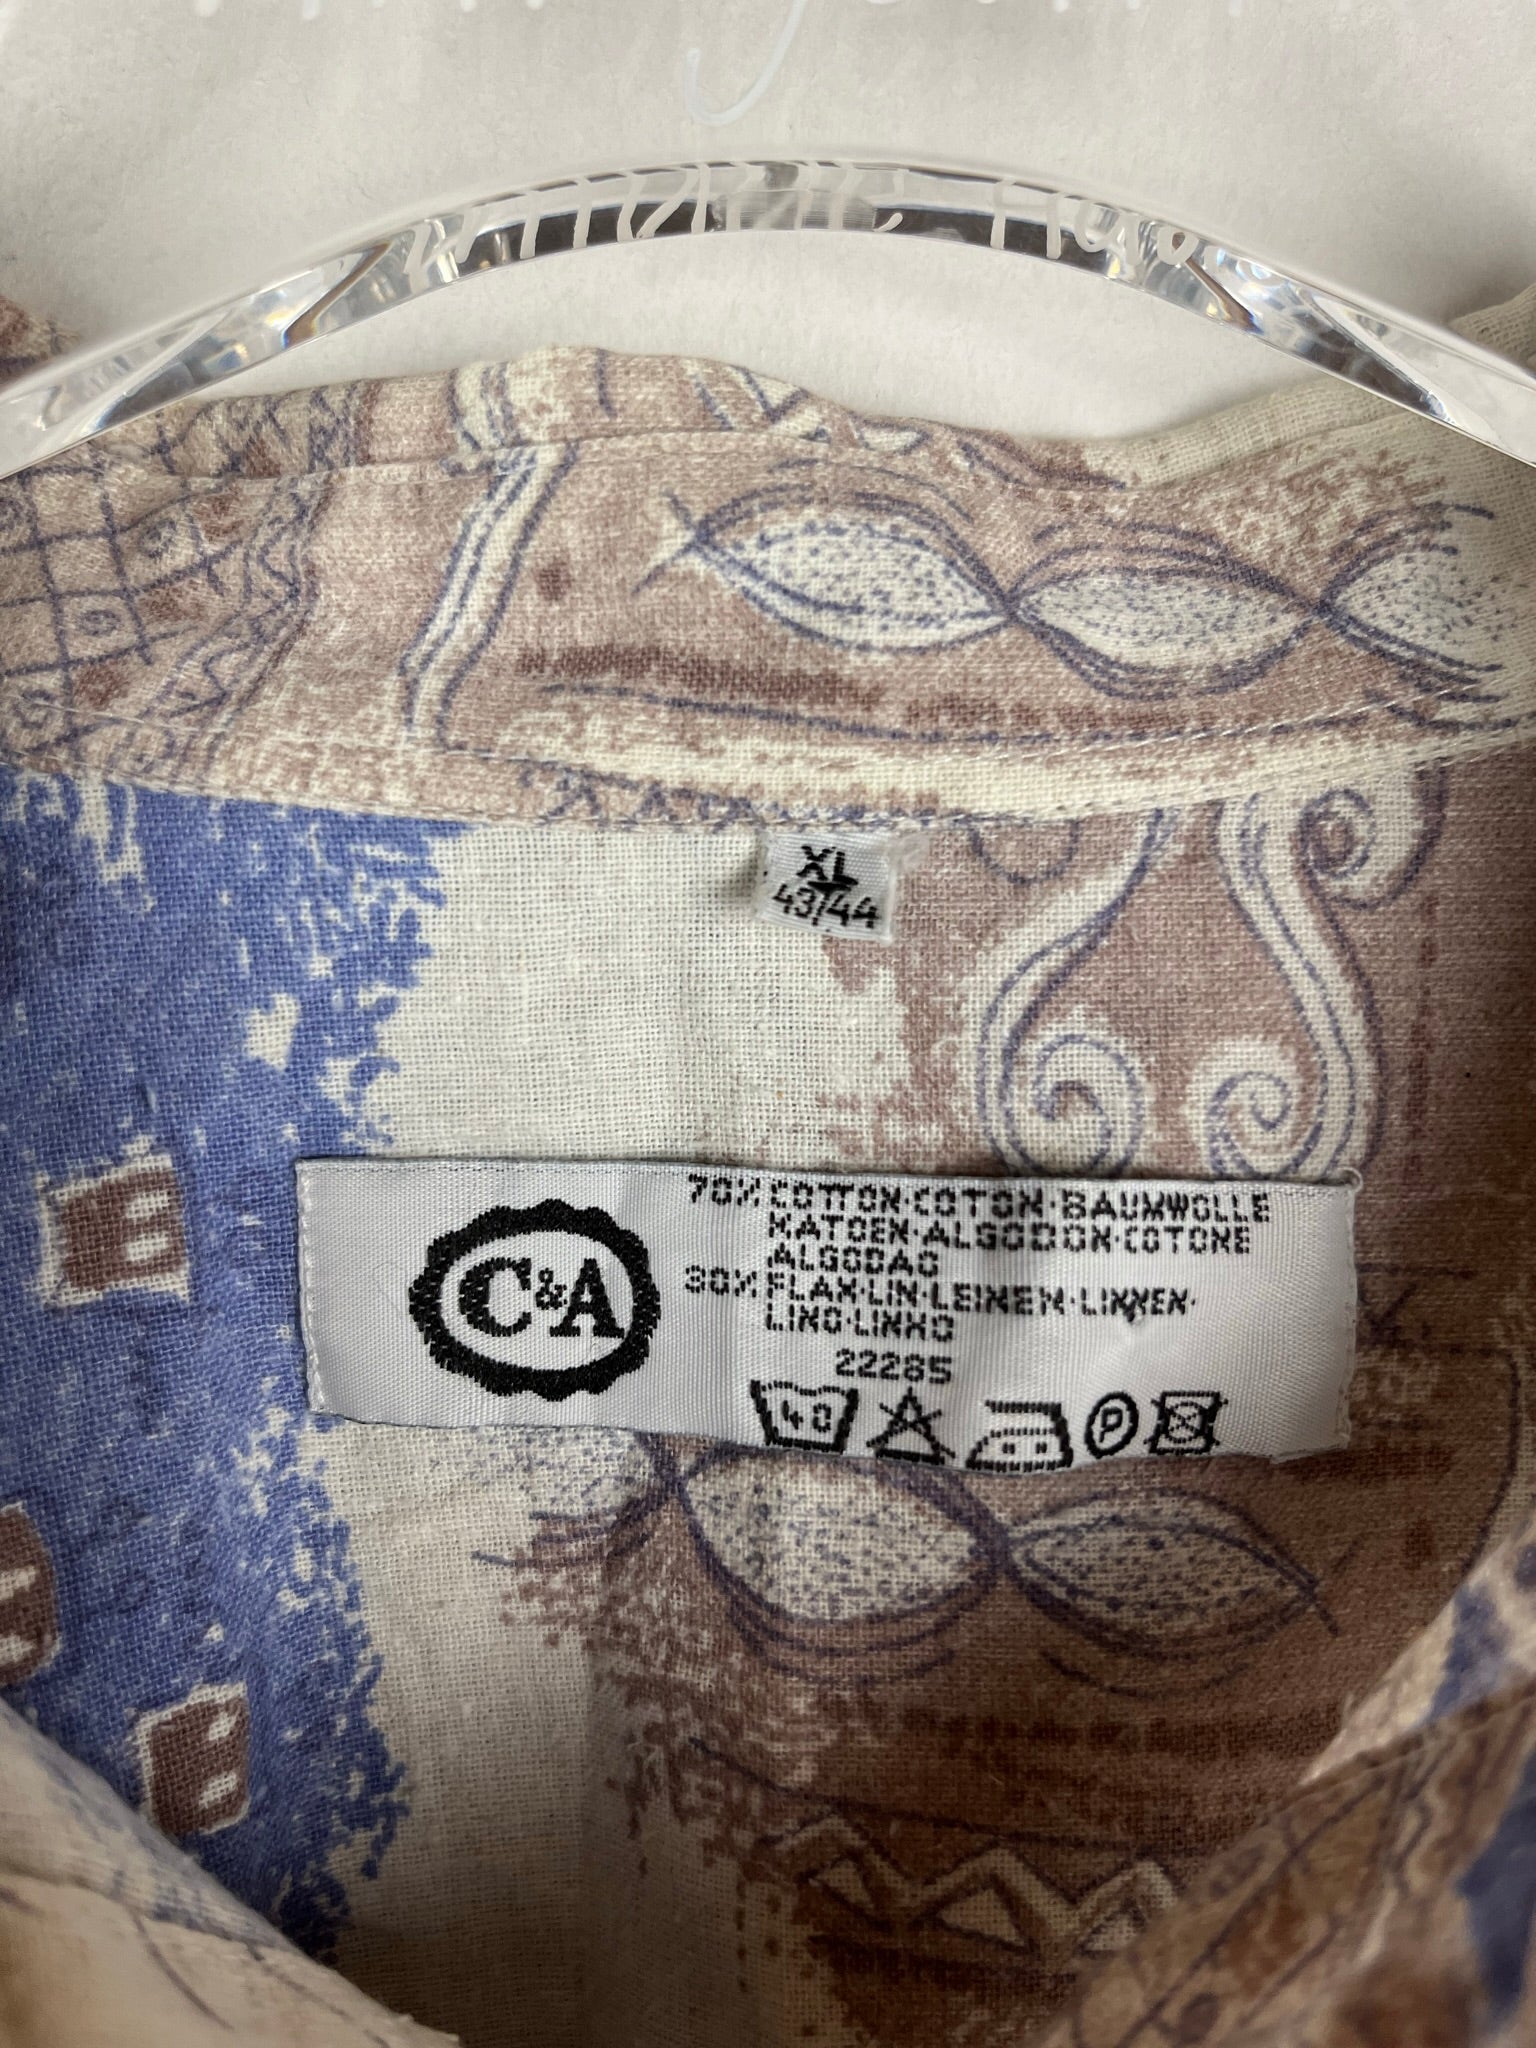 XL
43/44
C&A
70% COTTON·COTON·BAUMWOLLE
KATOEN·ALGODON·COTONE
ALGODAO
30% FLAX·LIN·LEINEN·LINNEN·
LINO·LINHO
22285
40
P